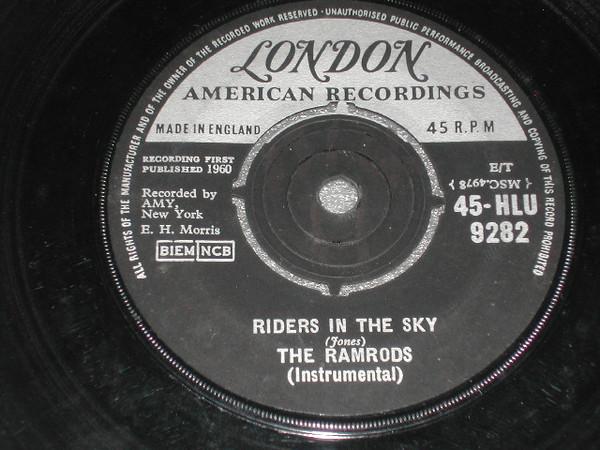 ALL RIGHTS OF THE MANUFACTURER AND OF THE OWNER OF THE RECORDED WORK RESERVED · UNAUTHORISED PUBLIC PERFORMANCE BROADCASTING AND COPYING OF THIS RECORD PROHIBITED
LONDON
AMERICAN RECORDINGS
MADE IN ENGLAND
45 R.P.M
RECORDING FIRST
PUBLISHED 1960
Recorded by
AMY,
New York
E. H. Morris
BIEM NCB
E/T
{ MSC.4978 }
45-HLU
9282
RIDERS IN THE SKY
(Jones)
THE RAMRODS
(Instrumental)